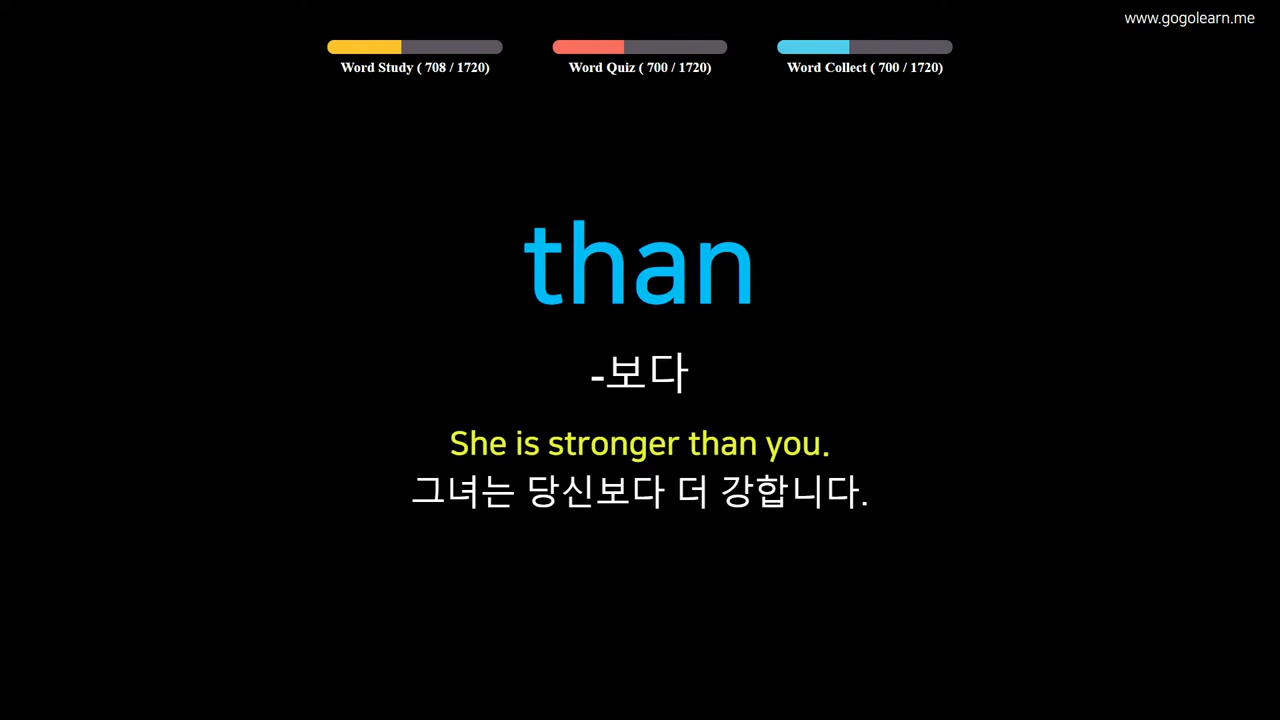 www.gogolearn.me
Word Study ( 708 / 1720)
Word Quiz ( 700 / 1720)
Word Collect ( 700 / 1720)
than
-보다
She is stronger than you.
그녀는 당신보다 더 강합니다.